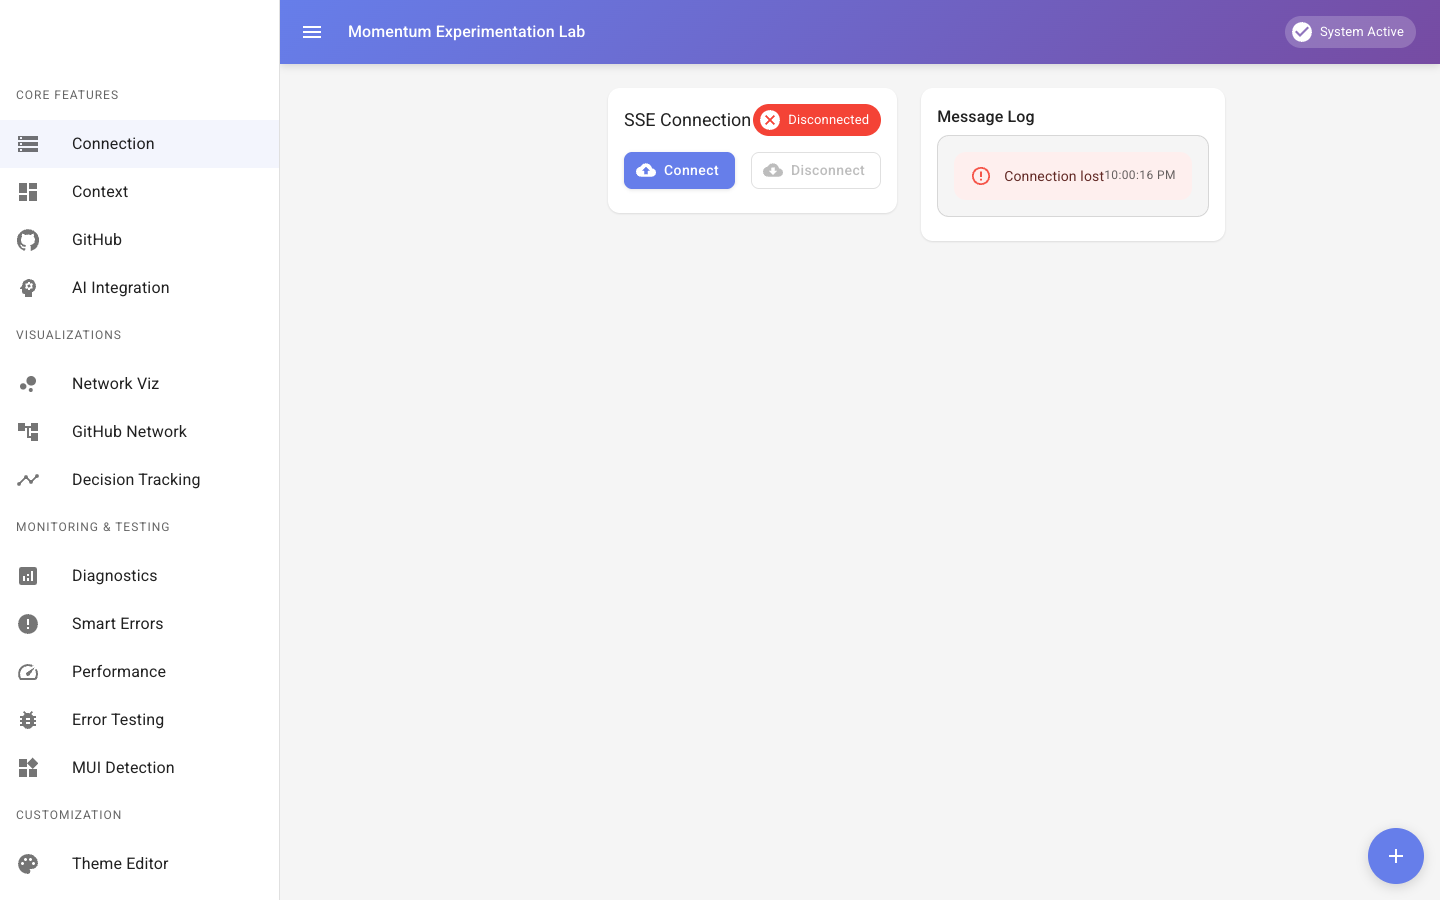 Momentum Experimentation Lab
System Active
CORE FEATURES
Connection
Context
GitHub
AI Integration
VISUALIZATIONS
Network Viz
GitHub Network
Decision Tracking
MONITORING & TESTING
Diagnostics
Smart Errors
Performance
Error Testing
MUI Detection
CUSTOMIZATION
Theme Editor
SSE Connection
Disconnected
Connect
Disconnect
Message Log
Connection lost
10:00:16 PM